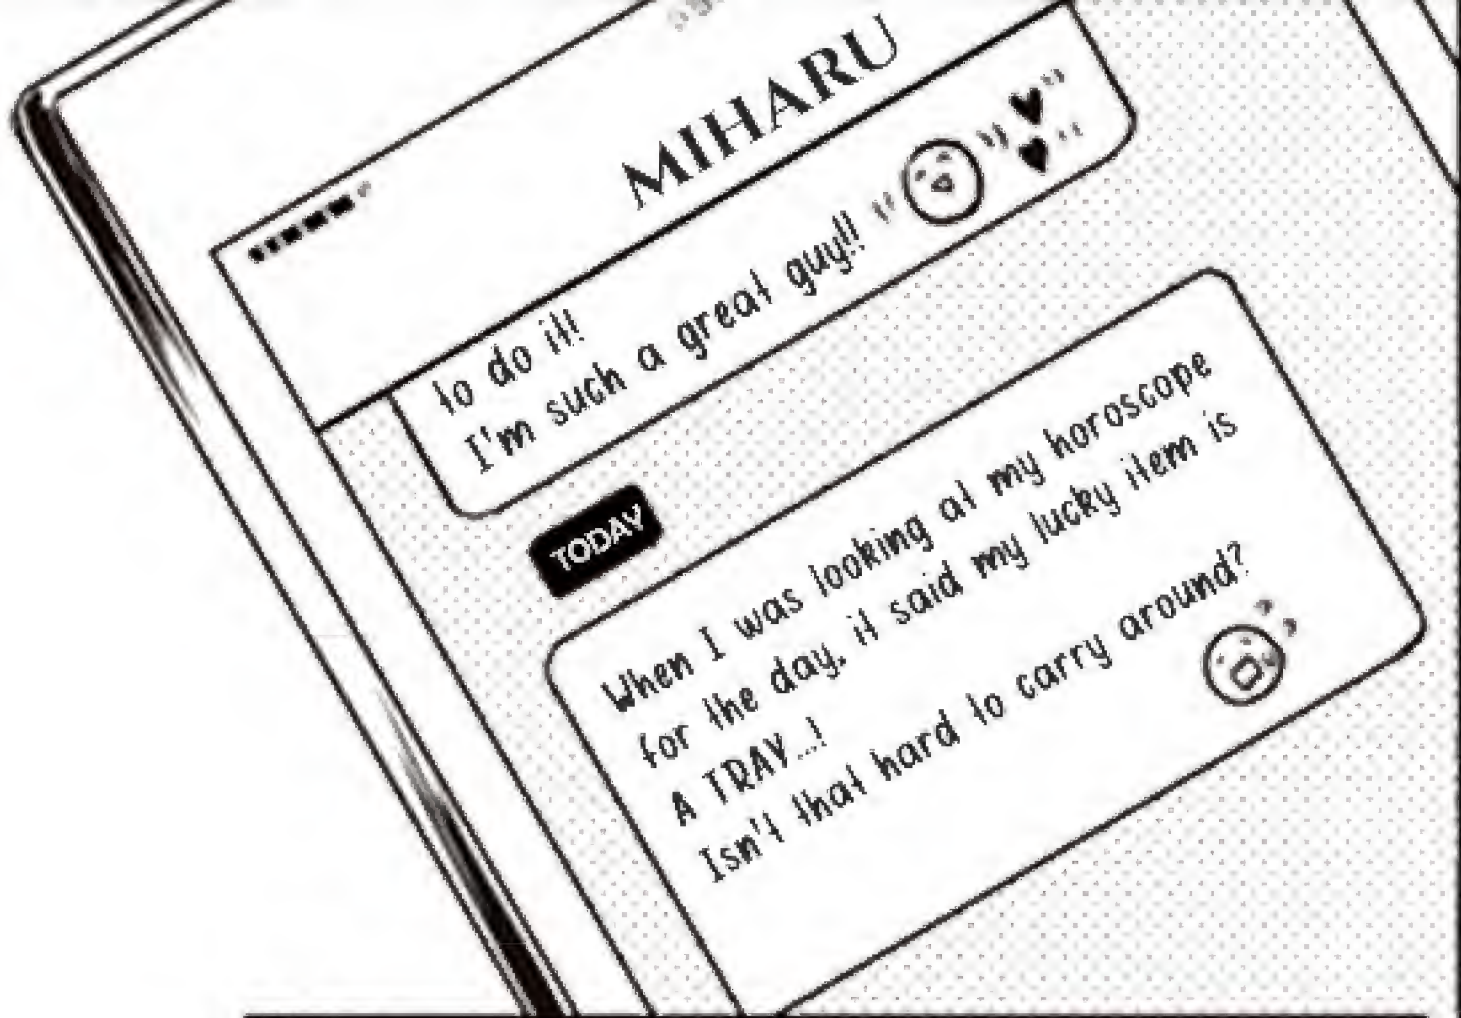 MIHARU
to do it!
I'm such a great guy!!
TODAY
When I was looking at my horoscope
for the day, it said my lucky item is
A TRAY...!
Isn't that hard to carry around?